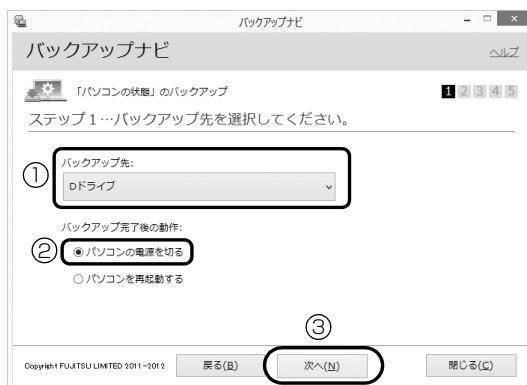 バックアップナビ
バックアップナビ
ヘルプ
「パソコンの状態」のバックアップ
1 2 3 4 5
ステップ1…バックアップ先を選択してください。
① バックアップ先:
Dドライブ
バックアップ完了後の動作:
② パソコンの電源を切る
パソコンを再起動する
③
Copyright FUJITSU LIMITED 2011-2012 戻る(B) 次へ(N) 閉じる(C)